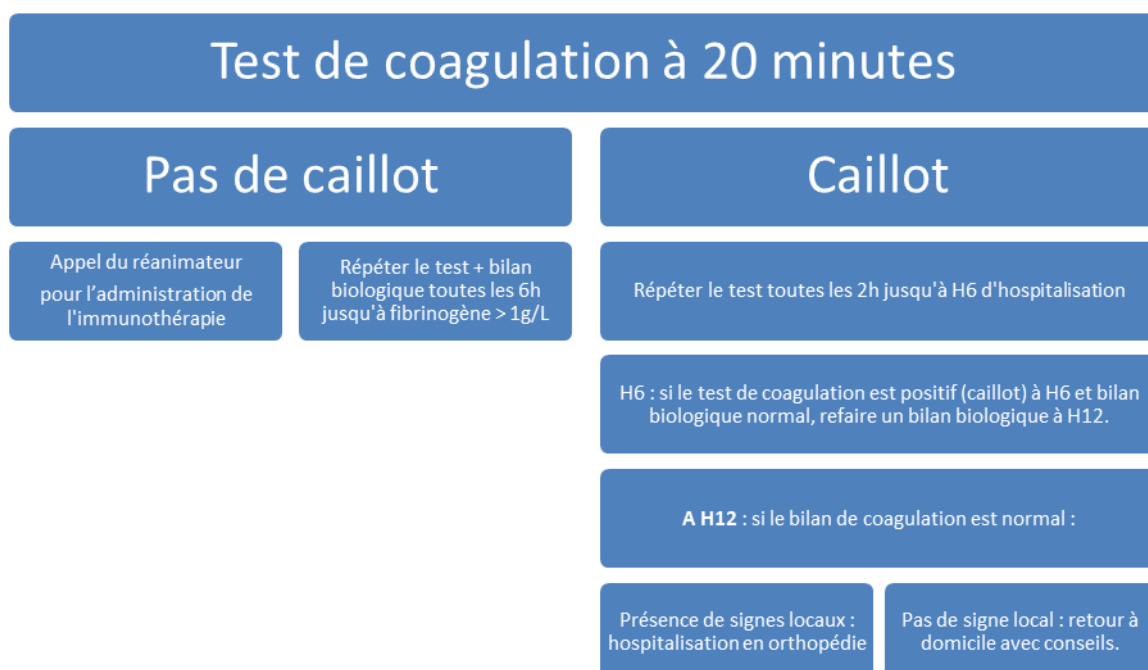 Test de coagulation à 20 minutes
Pas de caillot
Caillot
Appel du réanimateur
pour l’administration de
l'immunothérapie
Répéter le test + bilan
biologique toutes les 6h
jusqu'à fibrinogène > 1g/L
Répéter le test toutes les 2h jusqu'à H6 d'hospitalisation
H6 : si le test de coagulation est positif (caillot) à H6 et bilan
biologique normal, refaire un bilan biologique à H12.
A H12 : si le bilan de coagulation est normal :
Présence de signes locaux :
hospitalisation en orthopédie
Pas de signe local : retour à
domicile avec conseils.